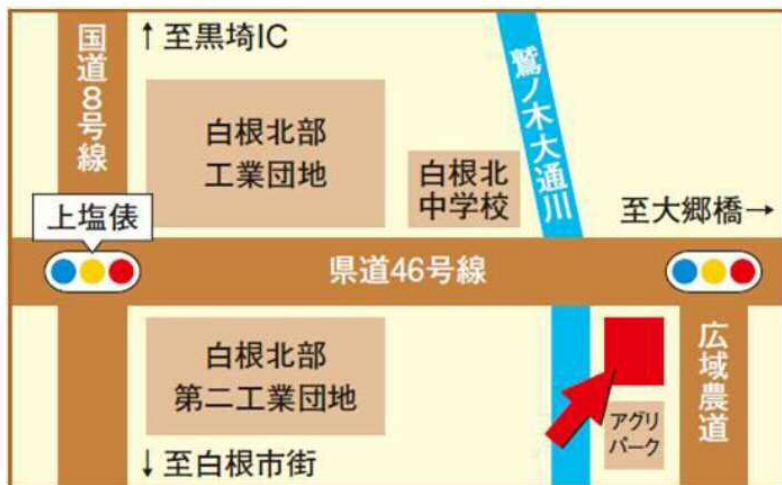 国道8号線
↑至黒埼IC
白根北部
工業団地
白根北
中学校
鷲ノ木大通川
上塩俵
至大郷橋→
県道46号線
白根北部
第二工業団地
↓至白根市街
アグリ
パーク
広域農道